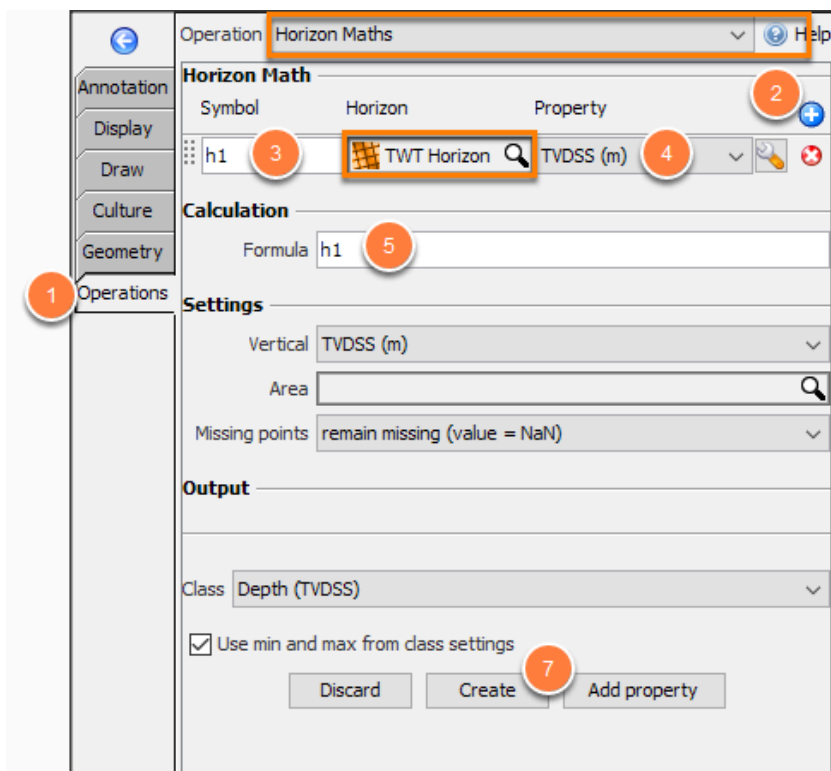 Operation Horizon Maths Help
Horizon Math
Symbol Horizon Property 2
h1 3 TWT Horizon TVDSS (m) 4
Annotation
Display
Draw
Culture
Geometry
1 Operations
Calculation
Formula h1 5
Settings
Vertical TVDSS (m)
Area
Missing points remain missing (value = NaN)
Output
Class Depth (TVDSS)
Use min and max from class settings
7
Discard Create Add property